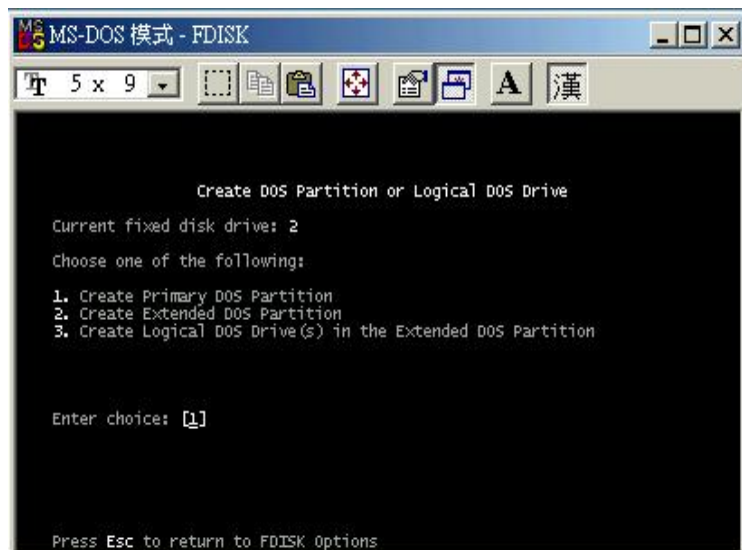 MS-DOS 模式 - FDISK
Tr 5 x 9 A 漢
Create DOS Partition or Logical DOS Drive
Current fixed disk drive: 2
Choose one of the following:
1. Create Primary DOS Partition
2. Create Extended DOS Partition
3. Create Logical DOS Drive(s) in the Extended DOS Partition
Enter choice: [1]
Press Esc to return to FDISK Options